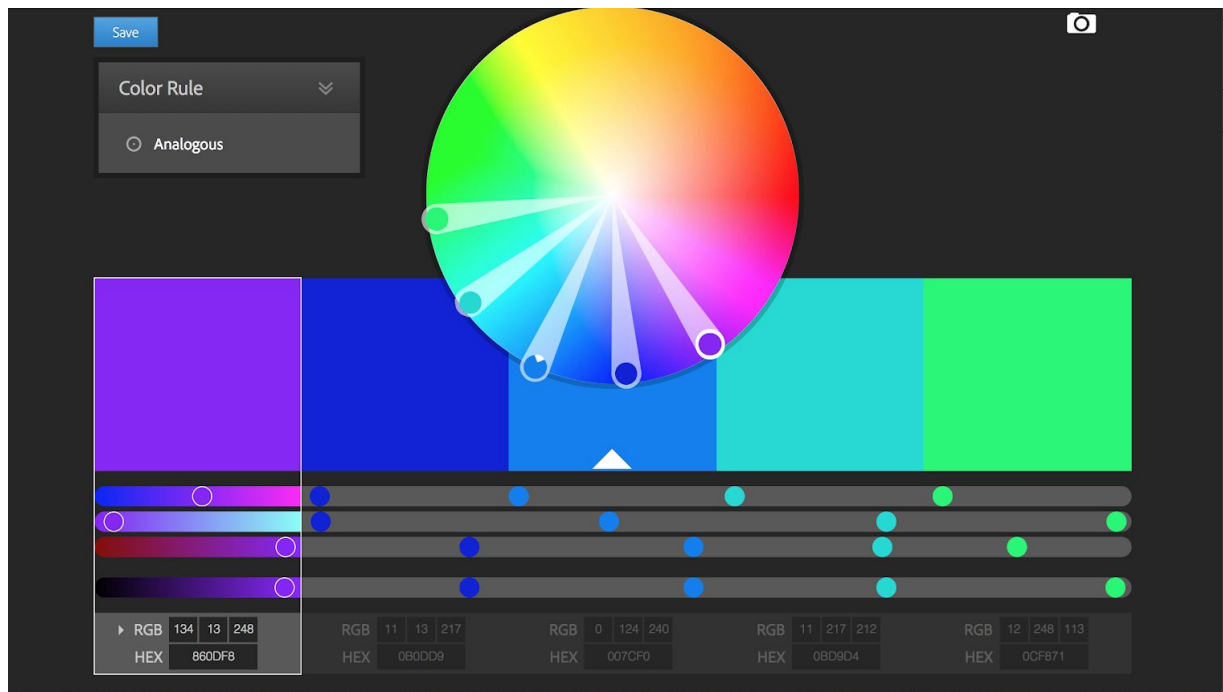 Save
Color Rule
Analogous
RGB 134 13 248 RGB 11 13 217 RGB 0 124 240 RGB 11 217 212 RGB 12 248 113
HEX 860DF8 HEX 0B0DD9 HEX 007CF0 HEX 0BD9D4 HEX 0CF871